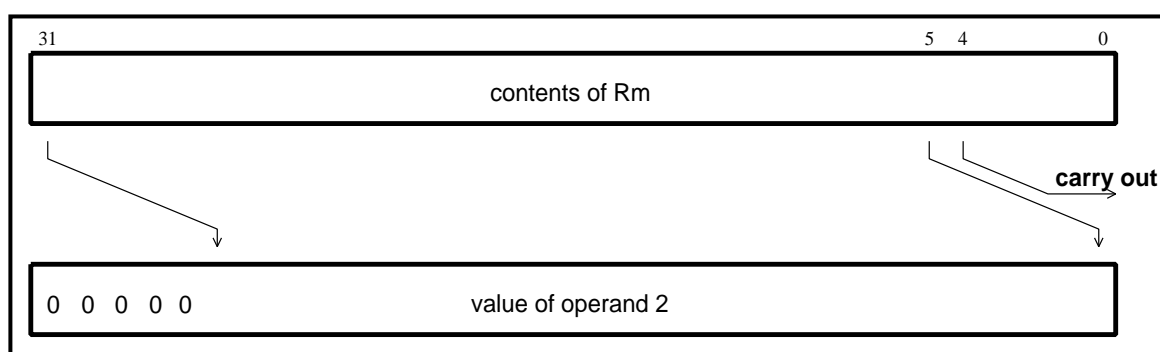 31 5 4 0
contents of Rm
carry out
0 0 0 0 0 value of operand 2